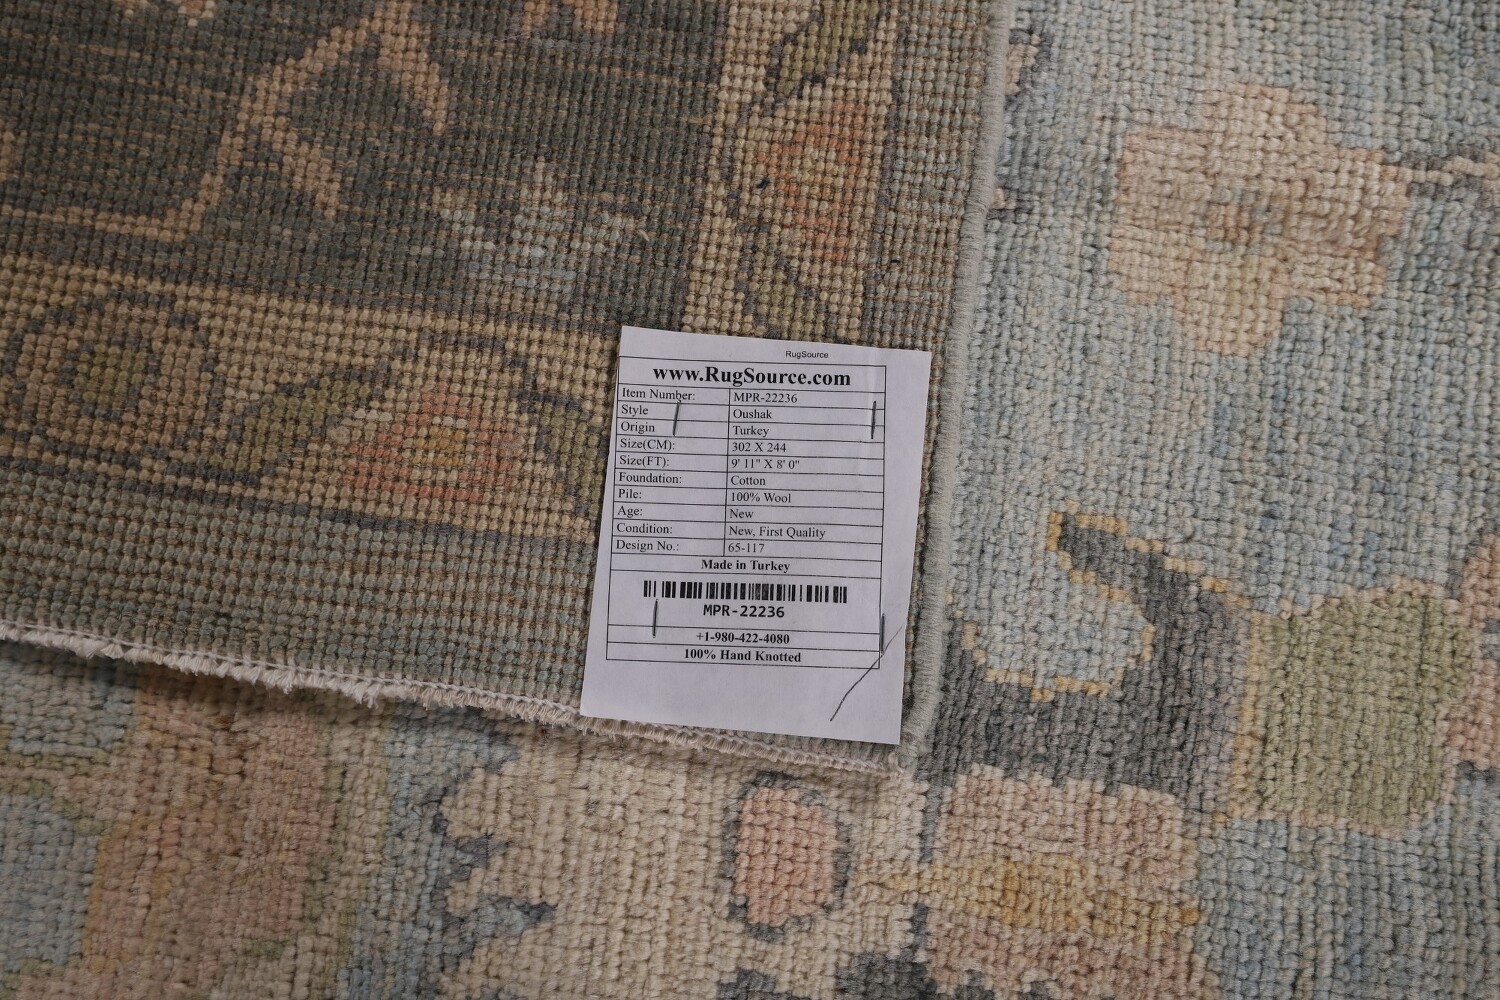 RugSource
www.RugSource.com
Item Number: MPR-22236
Style Oushak
Origin Turkey
Size(CM): 302 X 244
Size(FT): 9' 11" X 8' 0"
Foundation: Cotton
Pile: 100% Wool
Age: New
Condition: New, First Quality
Design No.: 65-117
Made in Turkey
MPR-22236
+1-980-422-4080
100% Hand Knotted